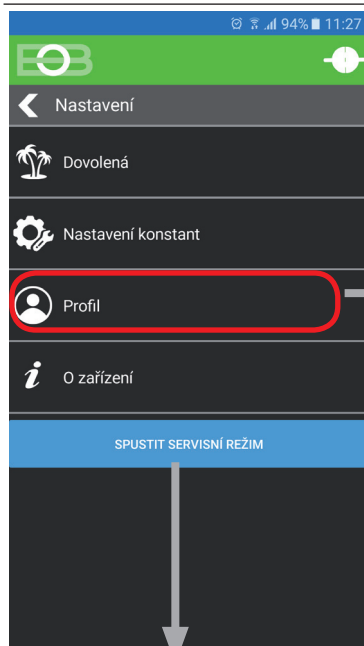 94% 11:27
EOB
Nastavení
Dovolená
Nastavení konstant
Profil
i O zařízení
SPUSTIT SERVISNÍ REŽIM